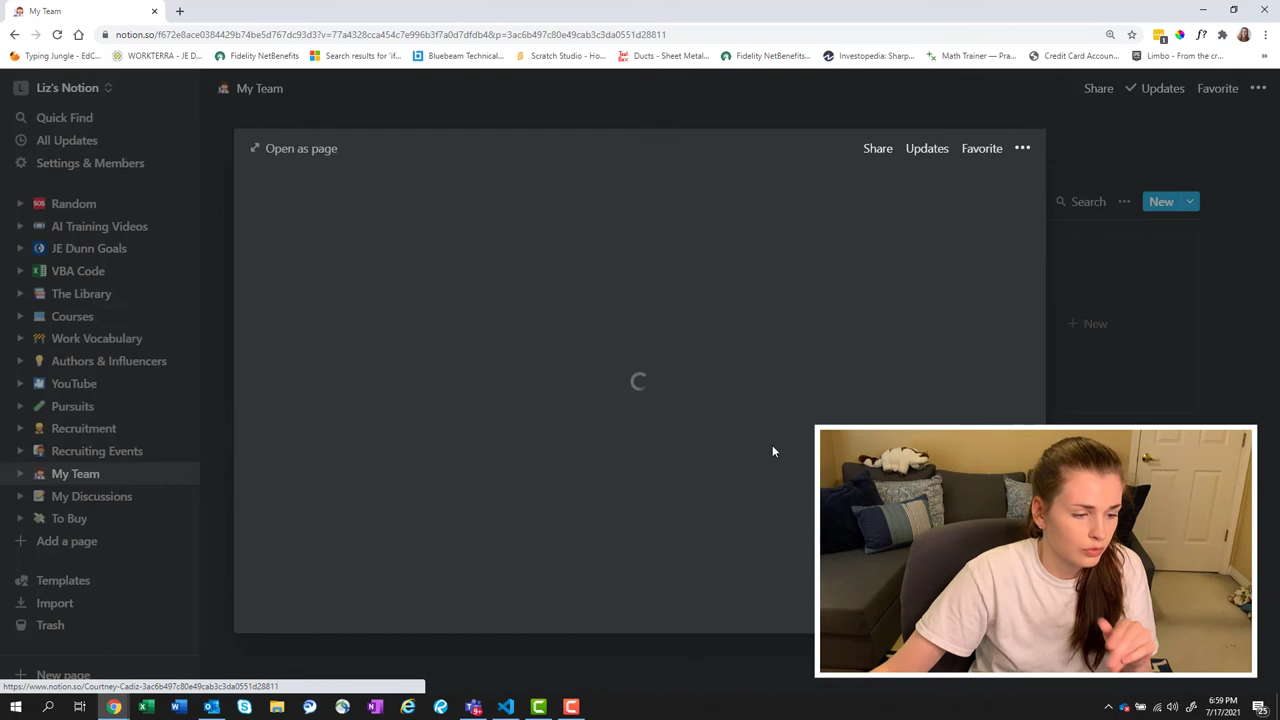 My Team
notion.so/f672e8ace0384429b74be5d767dc93d3?v=77a4328cca454c7e996b3f7a0d7dfdb4&p=3ac6b497c80e49cab3c3da0551d28811
Typing Jungle - EdC...
WORKTERRA - JE Du...
Fidelity NetBenefits
Search results for 'if...
Bluebeam Technical...
Scratch Studio - Ho...
Ducts - Sheet Metal...
Fidelity NetBenefits...
Investopedia: Sharp...
Math Trainer — Pra...
Credit Card Accoun...
Limbo - From the cr...
Liz's Notion
My Team
Share
Updates
Favorite
Quick Find
All Updates
Settings & Members
Open as page
Share
Updates
Favorite
Search
New
Random
AI Training Videos
JE Dunn Goals
VBA Code
The Library
Courses
Work Vocabulary
Authors & Influencers
YouTube
Pursuits
Recruitment
Recruiting Events
My Team
My Discussions
To Buy
Add a page
Templates
Import
Trash
New page
+ New
https://www.notion.so/Courtney-Cadiz-3ac6b497c80e49cab3c3da0551d28811
6:59 PM
7/17/2021